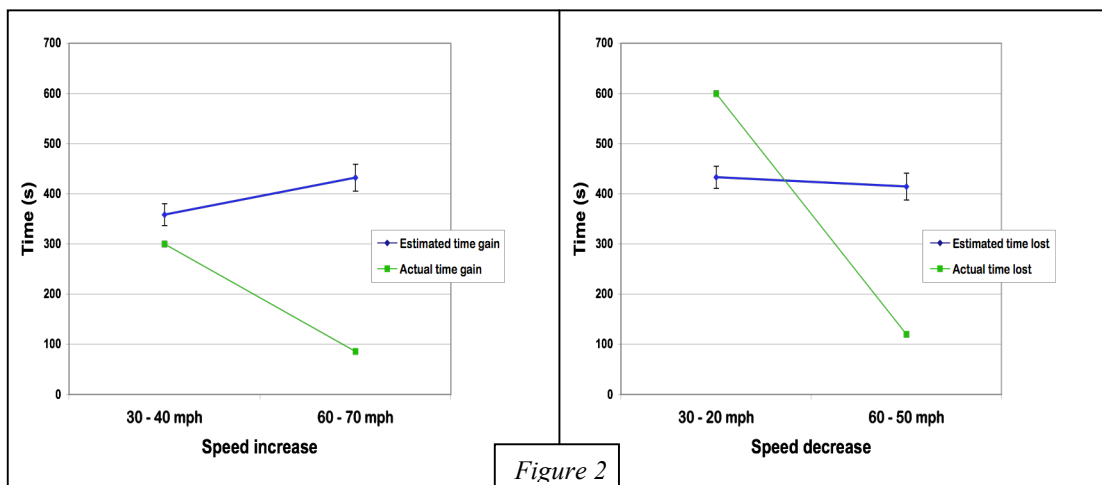 700
600
500
400
300
200
100
0
Time (s)
Estimated time gain
Actual time gain
30 - 40 mph 60 - 70 mph
Speed increase
700
600
500
400
300
200
100
0
Time (s)
Estimated time lost
Actual time lost
30 - 20 mph 60 - 50 mph
Speed decrease
Figure 2